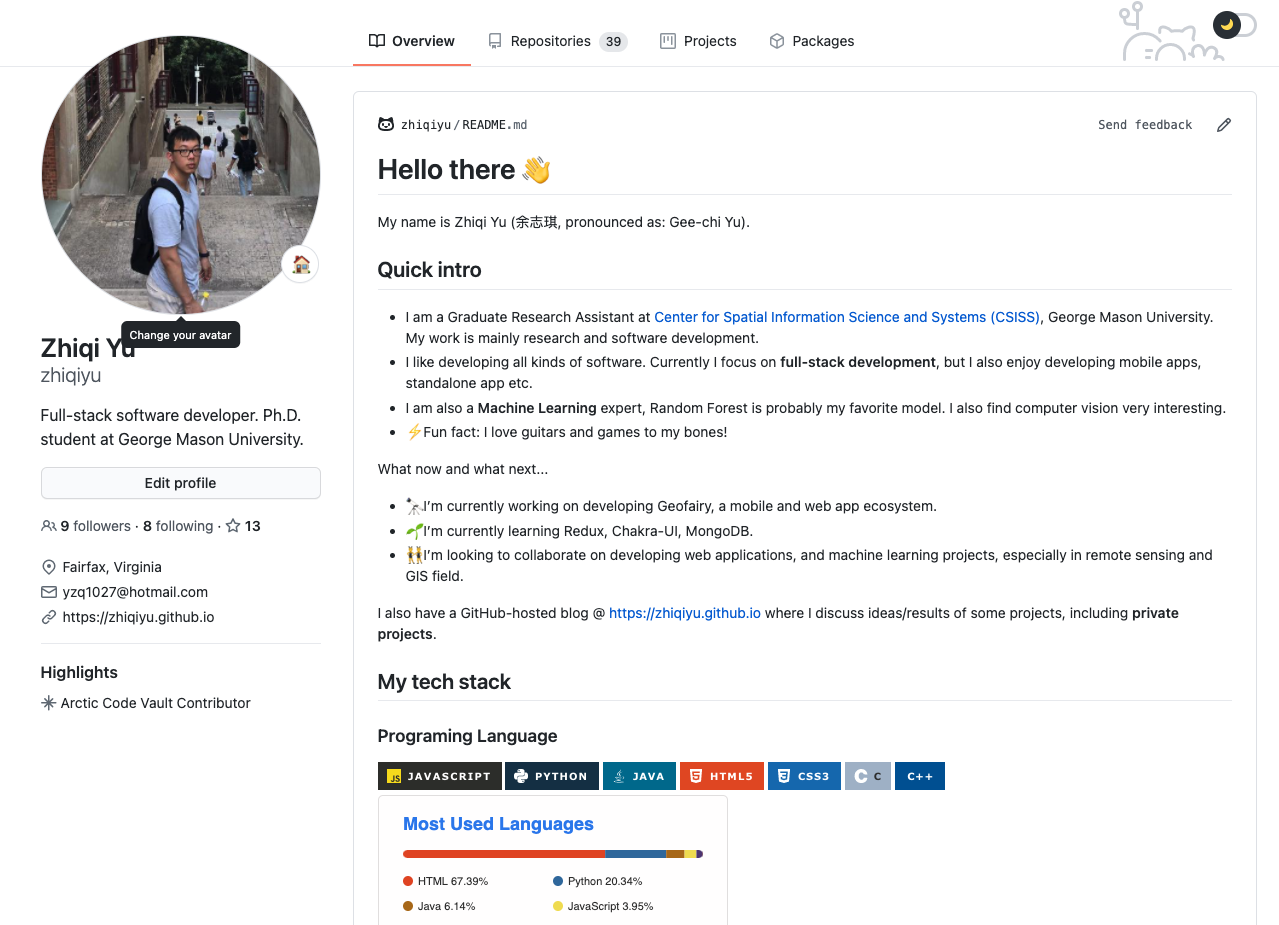 Overview
Repositories 39
Projects
Packages
Change your avatar
Zhiqi Yu
zhiqiyu
Full-stack software developer. Ph.D.
student at George Mason University.
Edit profile
9 followers · 8 following · 13
Fairfax, Virginia
yzq1027@hotmail.com
https://zhiqiyu.github.io
Highlights
Arctic Code Vault Contributor
zhiqiyu/README.md
Send feedback
Hello there 👋
My name is Zhiqi Yu (余志琪, pronounced as: Gee-chi Yu).
Quick intro
• I am a Graduate Research Assistant at Center for Spatial Information Science and Systems (CSISS), George Mason University.
My work is mainly research and software development.
• I like developing all kinds of software. Currently I focus on full-stack development, but I also enjoy developing mobile apps,
standalone app etc.
• I am also a Machine Learning expert, Random Forest is probably my favorite model. I also find computer vision very interesting.
• ⚡Fun fact: I love guitars and games to my bones!
What now and what next...
• 🔭I'm currently working on developing Geofairy, a mobile and web app ecosystem.
• 🌱I'm currently learning Redux, Chakra-UI, MongoDB.
• 👯I'm looking to collaborate on developing web applications, and machine learning projects, especially in remote sensing and
GIS field.
I also have a GitHub-hosted blog @ https://zhiqiyu.github.io where I discuss ideas/results of some projects, including private
projects.
My tech stack
Programing Language
JS JAVASCRIPT PYTHON JAVA HTML5 CSS3 C C C++
Most Used Languages
HTML 67.39% Python 20.34%
Java 6.14% JavaScript 3.95%